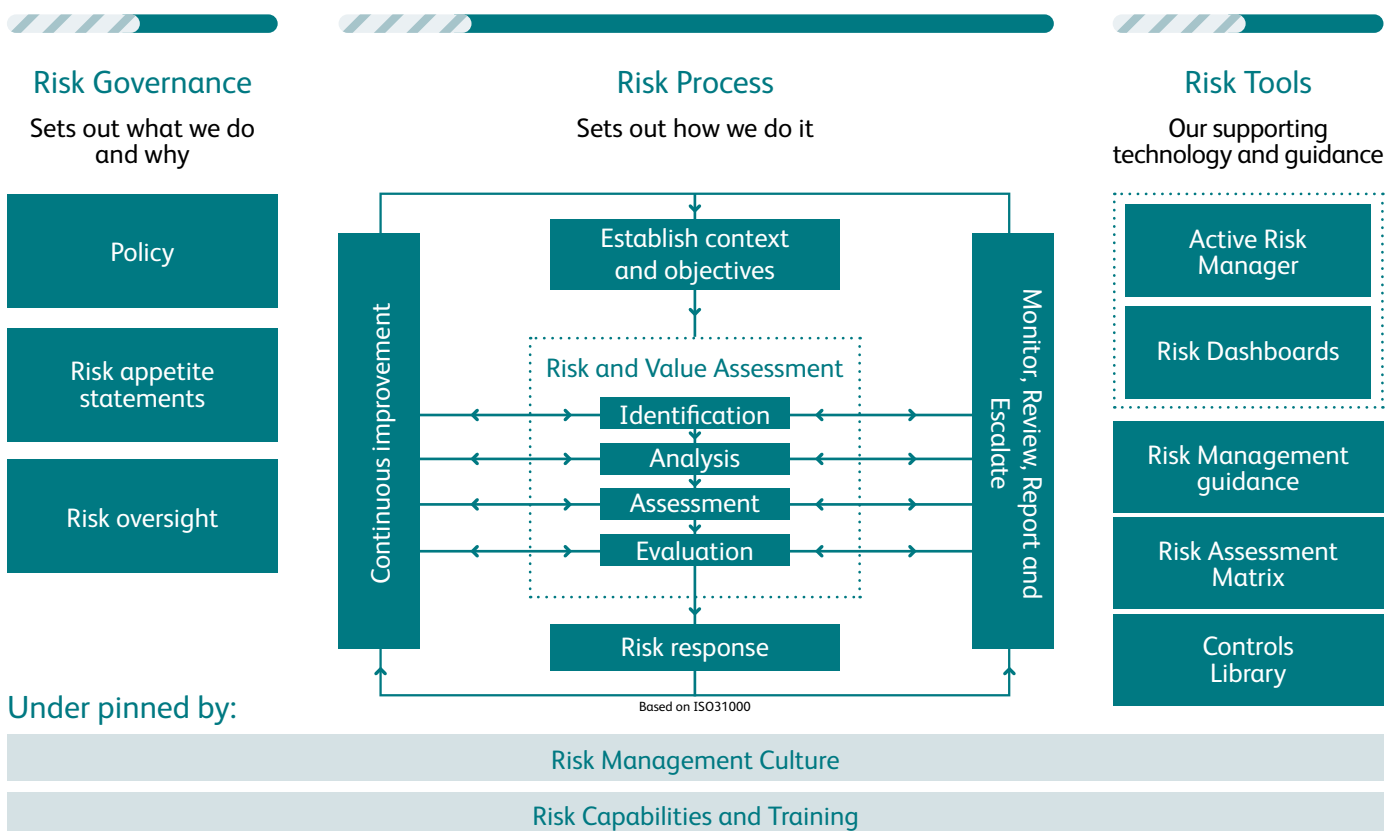 Risk Governance
Sets out what we do
and why
Policy
Risk appetite
statements
Risk oversight
Risk Process
Sets out how we do it
Establish context
and objectives
Continuous improvement
Risk and Value Assessment
Identification
Analysis
Assessment
Evaluation
Monitor, Review, Report and
Escalate
Risk response
Based on ISO31000
Risk Tools
Our supporting
technology and guidance
Active Risk
Manager
Risk Dashboards
Risk Management
guidance
Risk Assessment
Matrix
Controls
Library
Under pinned by:
Risk Management Culture
Risk Capabilities and Training